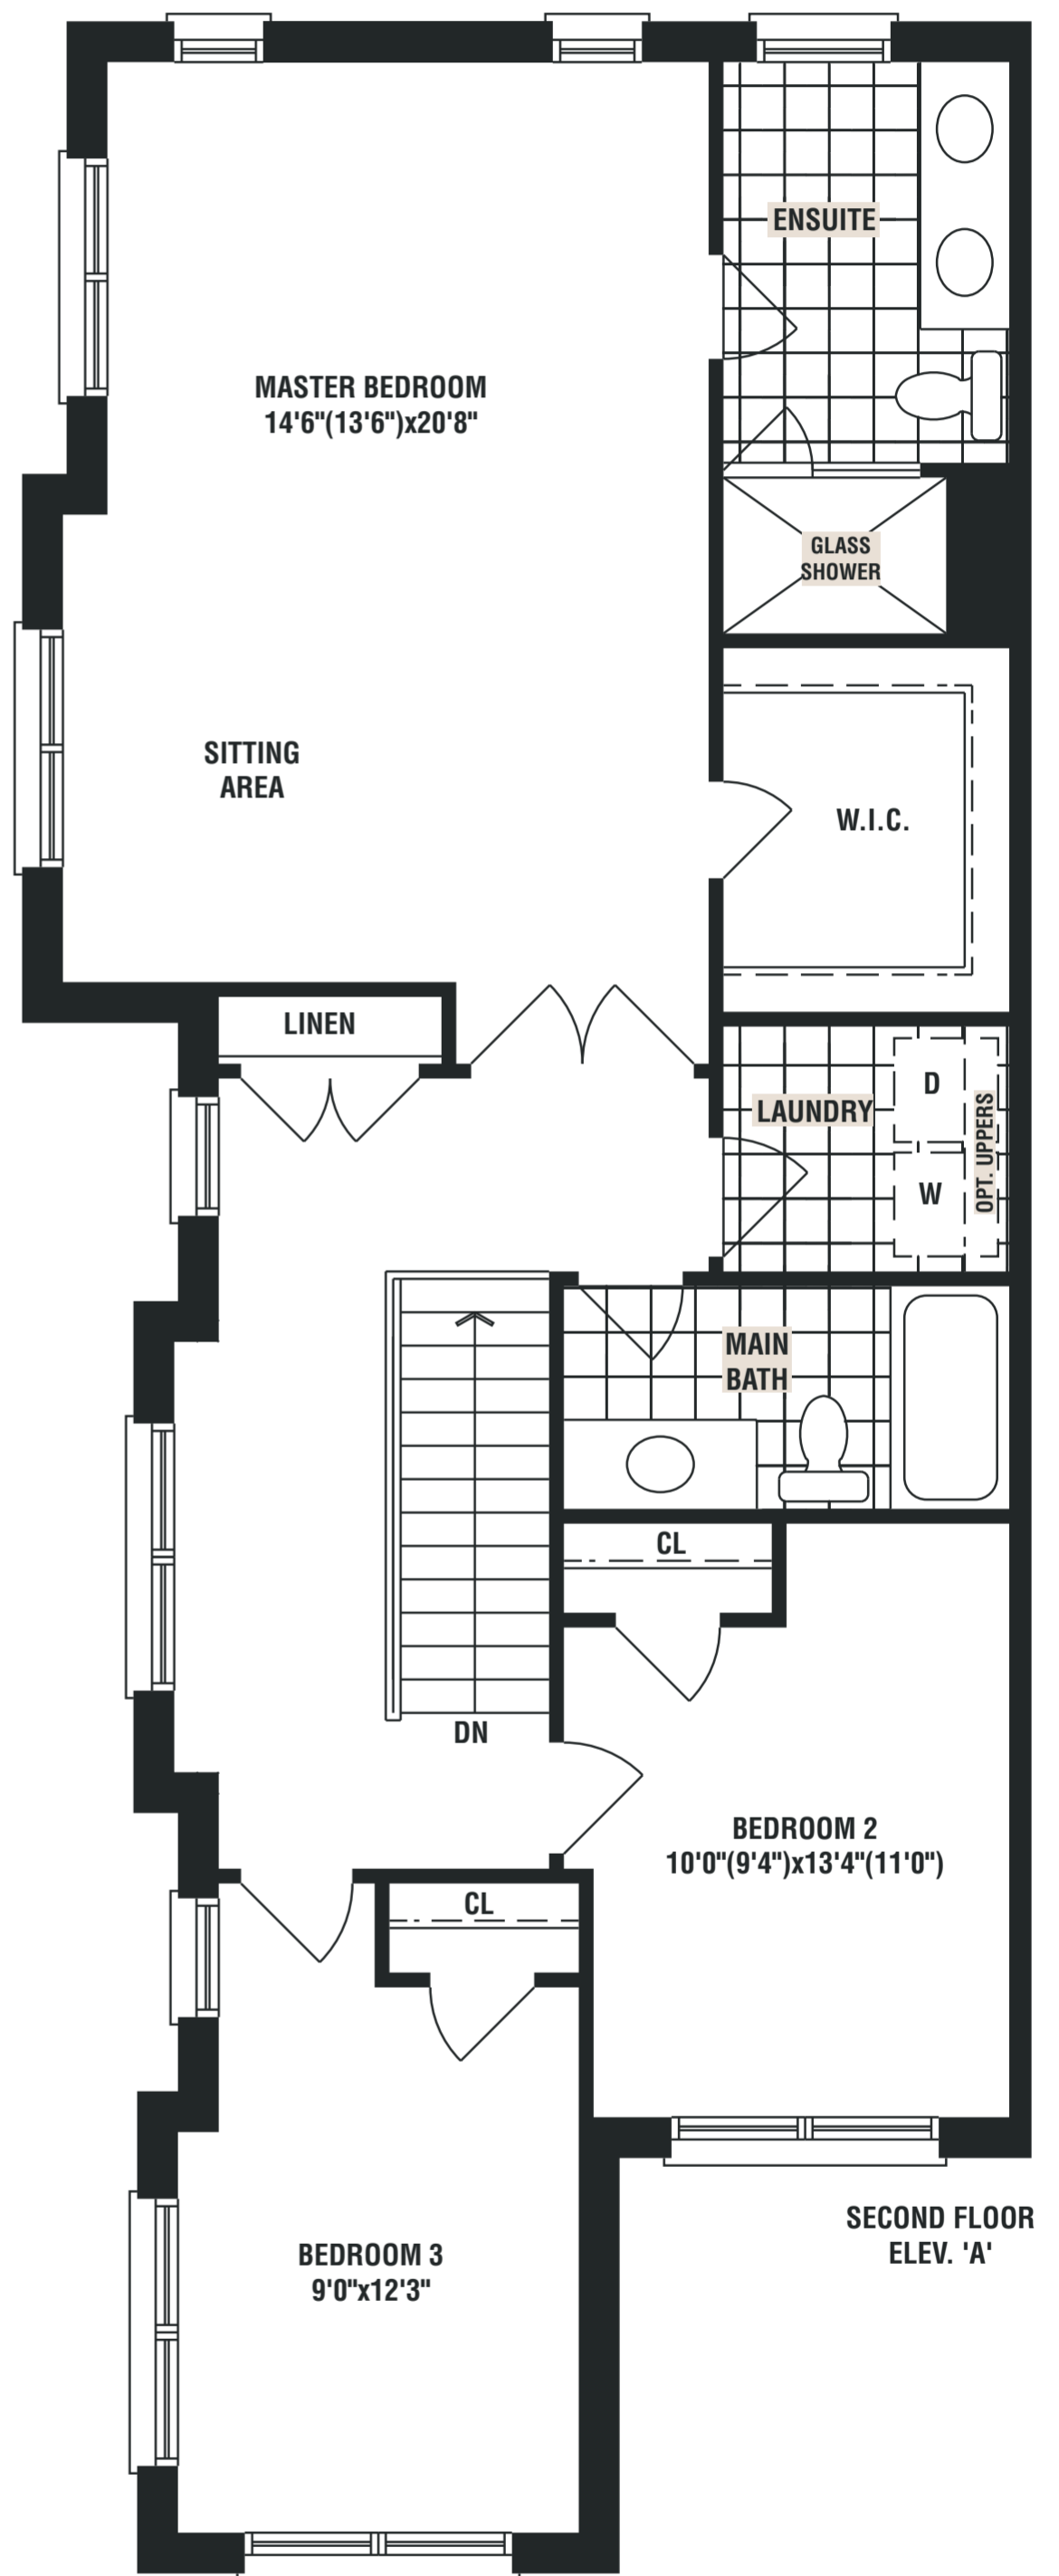 ENSUITE
MASTER BEDROOM
14'6"(13'6")x20'8"
GLASS
SHOWER
SITTING
AREA
W.I.C.
LINEN
LAUNDRY
D
W
OPT. UPPERS
MAIN
BATH
CL
DN
BEDROOM 2
10'0"(9'4")x13'4"(11'0")
CL
SECOND FLOOR
ELEV. 'A'
BEDROOM 3
9'0"x12'3"